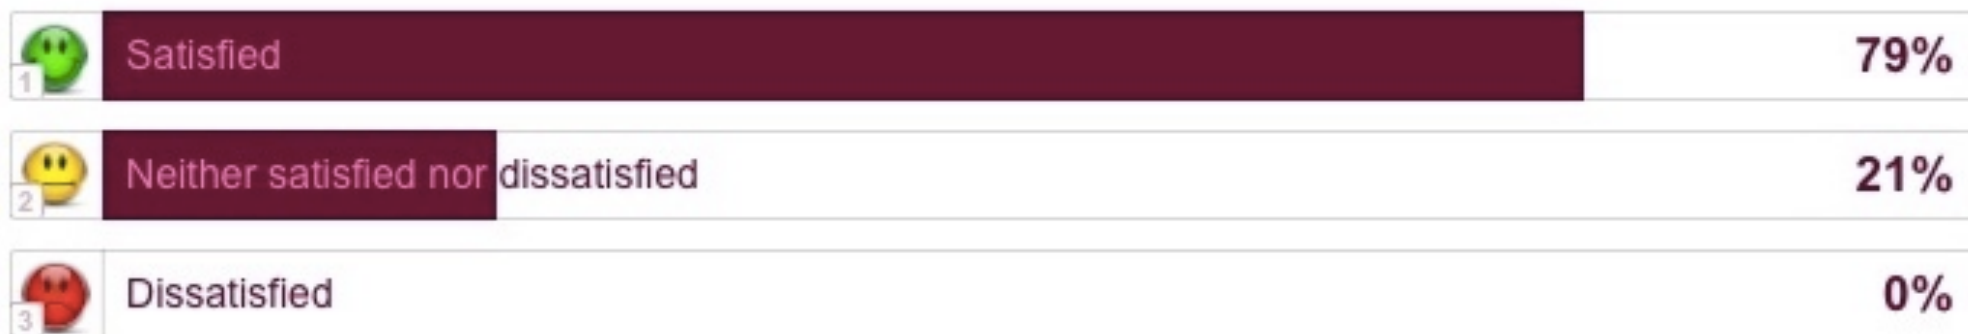 1 Satisfied 79%
2 Neither satisfied nor dissatisfied 21%
3 Dissatisfied 0%